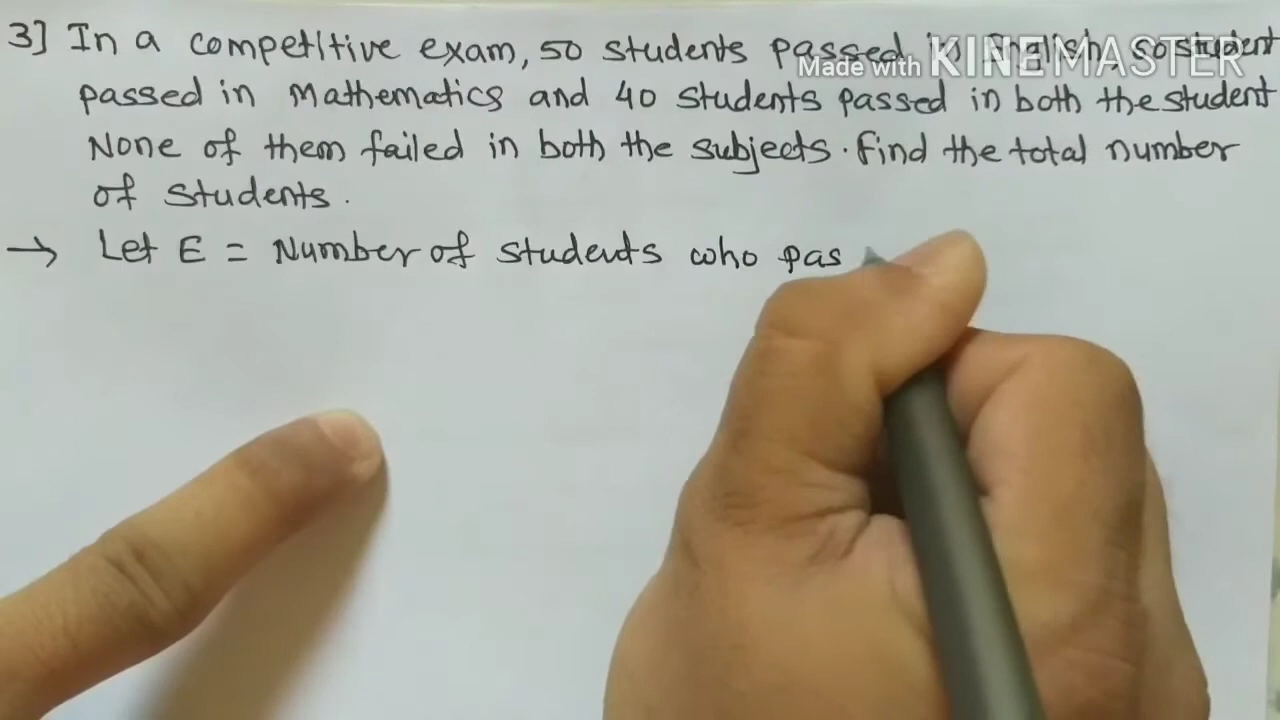 3] In a competitive exam, 50 students passed in English, 50 student
Made with KINEMASTER
passed in Mathematics and 40 students passed in both the student
None of them failed in both the subjects. Find the total number
of students.
→ Let E = Number of students who pas